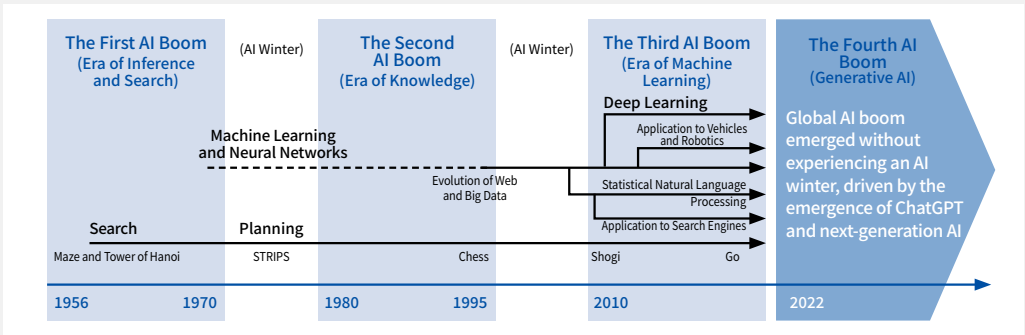 The First AI Boom
(Era of Inference
and Search)
(AI Winter)
The Second
AI Boom
(Era of Knowledge)
(AI Winter)
The Third AI Boom
(Era of Machine
Learning)
The Fourth AI
Boom
(Generative AI)
Global AI boom
emerged without
experiencing an AI
winter, driven by the
emergence of ChatGPT
and next-generation AI
Deep Learning
Application to Vehicles
and Robotics
Machine Learning
and Neural Networks
Evolution of Web
and Big Data
Statistical Natural Language
Processing
Application to Search Engines
Search
Planning
Maze and Tower of Hanoi
STRIPS
Chess
Shogi
Go
1956
1970
1980
1995
2010
2022